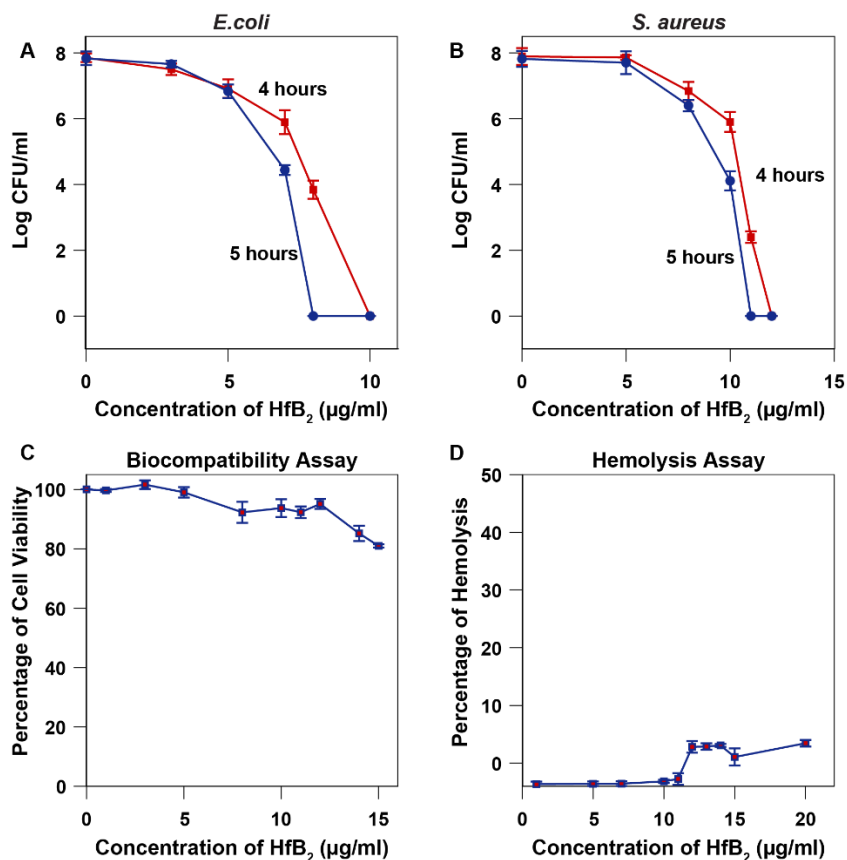 E.coli
S. aureus
A
B
8
6
4
2
0
Log CFU/ml
4 hours
5 hours
0
5
10
Concentration of HfB₂ (µg/ml)
8
6
4
2
0
Log CFU/ml
4 hours
5 hours
0
5
10
15
Concentration of HfB₂ (µg/ml)
C
Biocompatibility Assay
100
80
60
40
20
0
Percentage of Cell Viability
0
5
10
15
Concentration of HfB₂ (µg/ml)
D
Hemolysis Assay
50
40
30
20
10
0
Percentage of Hemolysis
0
5
10
15
20
Concentration of HfB₂ (µg/ml)